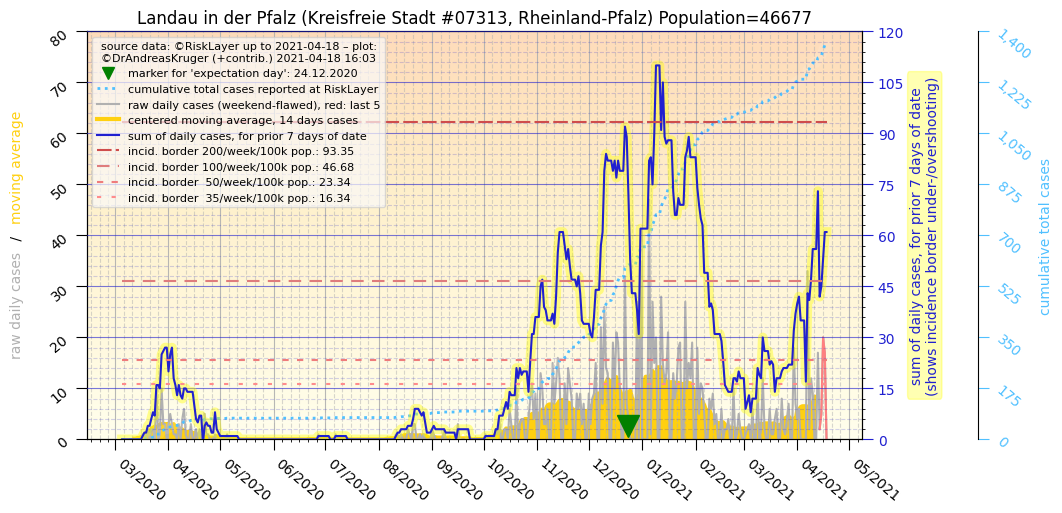 Landau in der Pfalz (Kreisfreie Stadt #07313, Rheinland-Pfalz) Population=46677
source data: ©RiskLayer up to 2021-04-18 – plot:
©DrAndreasKruger (+contrib.) 2021-04-18 16:03
marker for 'expectation day': 24.12.2020
cumulative total cases reported at RiskLayer
raw daily cases (weekend-flawed), red: last 5
centered moving average, 14 days cases
sum of daily cases, for prior 7 days of date
incid. border 200/week/100k pop.: 93.35
incid. border 100/week/100k pop.: 46.68
incid. border  50/week/100k pop.: 23.34
incid. border  35/week/100k pop.: 16.34
raw daily cases / moving average
80
70
60
50
40
30
20
10
0
03/2020
04/2020
05/2020
06/2020
07/2020
08/2020
09/2020
10/2020
11/2020
12/2020
01/2021
02/2021
03/2021
04/2021
05/2021
120
105
90
75
60
45
30
15
0
sum of daily cases, for prior 7 days of date
(shows incidence border under-/overshooting)
1,400
1,225
1,050
875
700
525
350
175
0
cumulative total cases